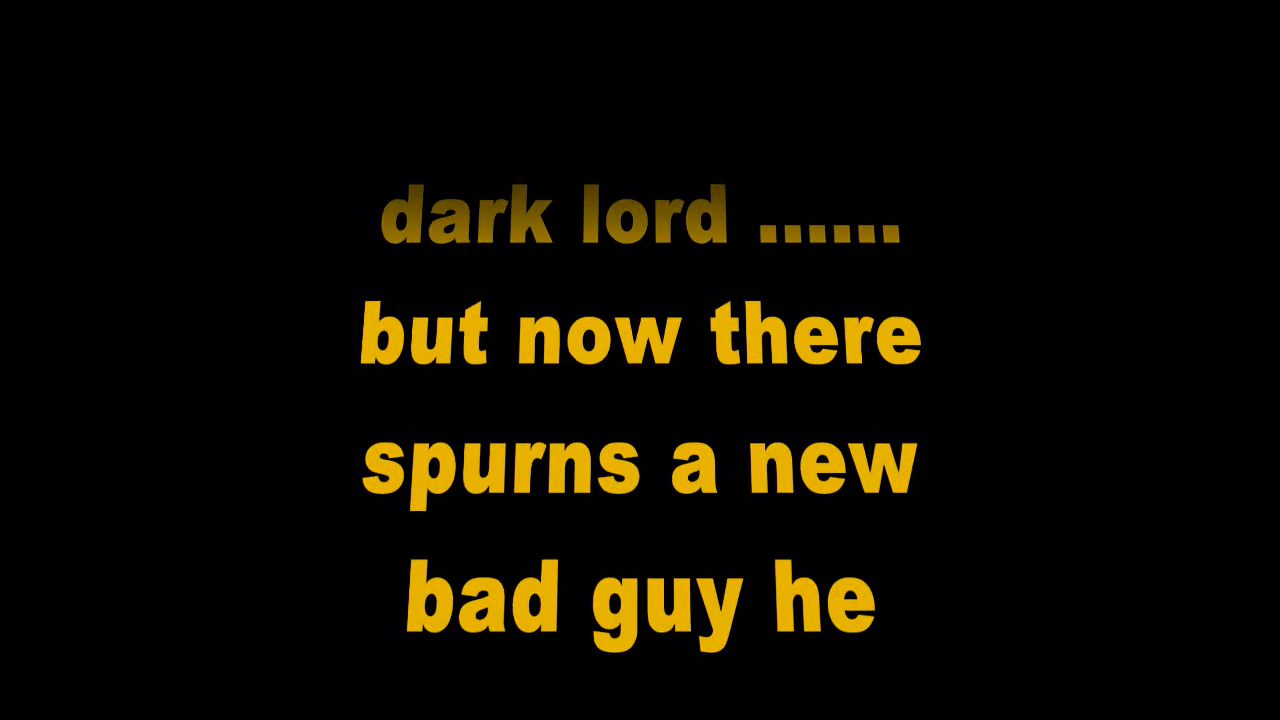 dark lord ......
but now there
spurns a new
bad guy he